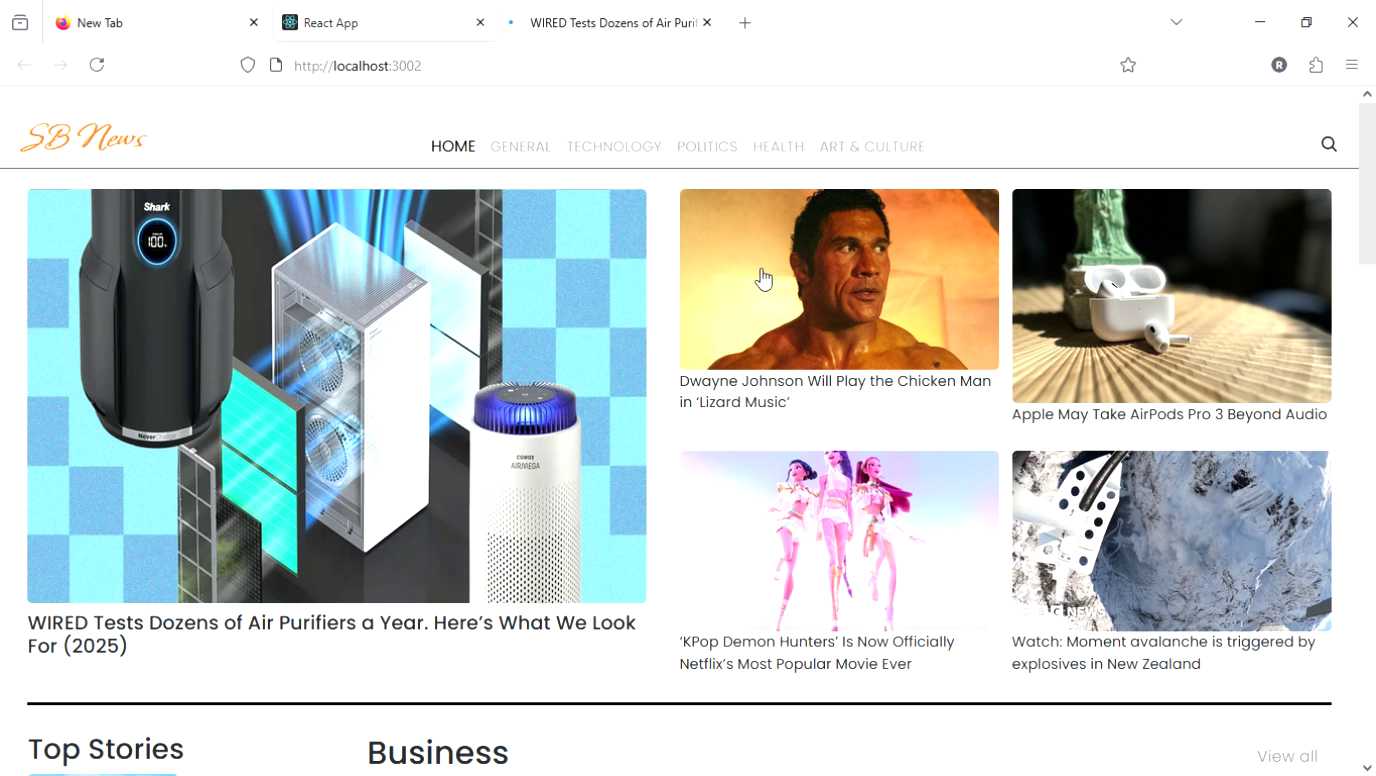 New Tab
React App
WIRED Tests Dozens of Air Purif
http://localhost:3002
R
SB News
HOME GENERAL TECHNOLOGY POLITICS HEALTH ART & CULTURE
Shark
100%
NeverChange
coway
AIRMEGA
WIRED Tests Dozens of Air Purifiers a Year. Here’s What We Look
For (2025)
Dwayne Johnson Will Play the Chicken Man
in ‘Lizard Music’
Apple May Take AirPods Pro 3 Beyond Audio
‘KPop Demon Hunters’ Is Now Officially
Netflix’s Most Popular Movie Ever
NEWS
Watch: Moment avalanche is triggered by
explosives in New Zealand
Top Stories
Business
View all